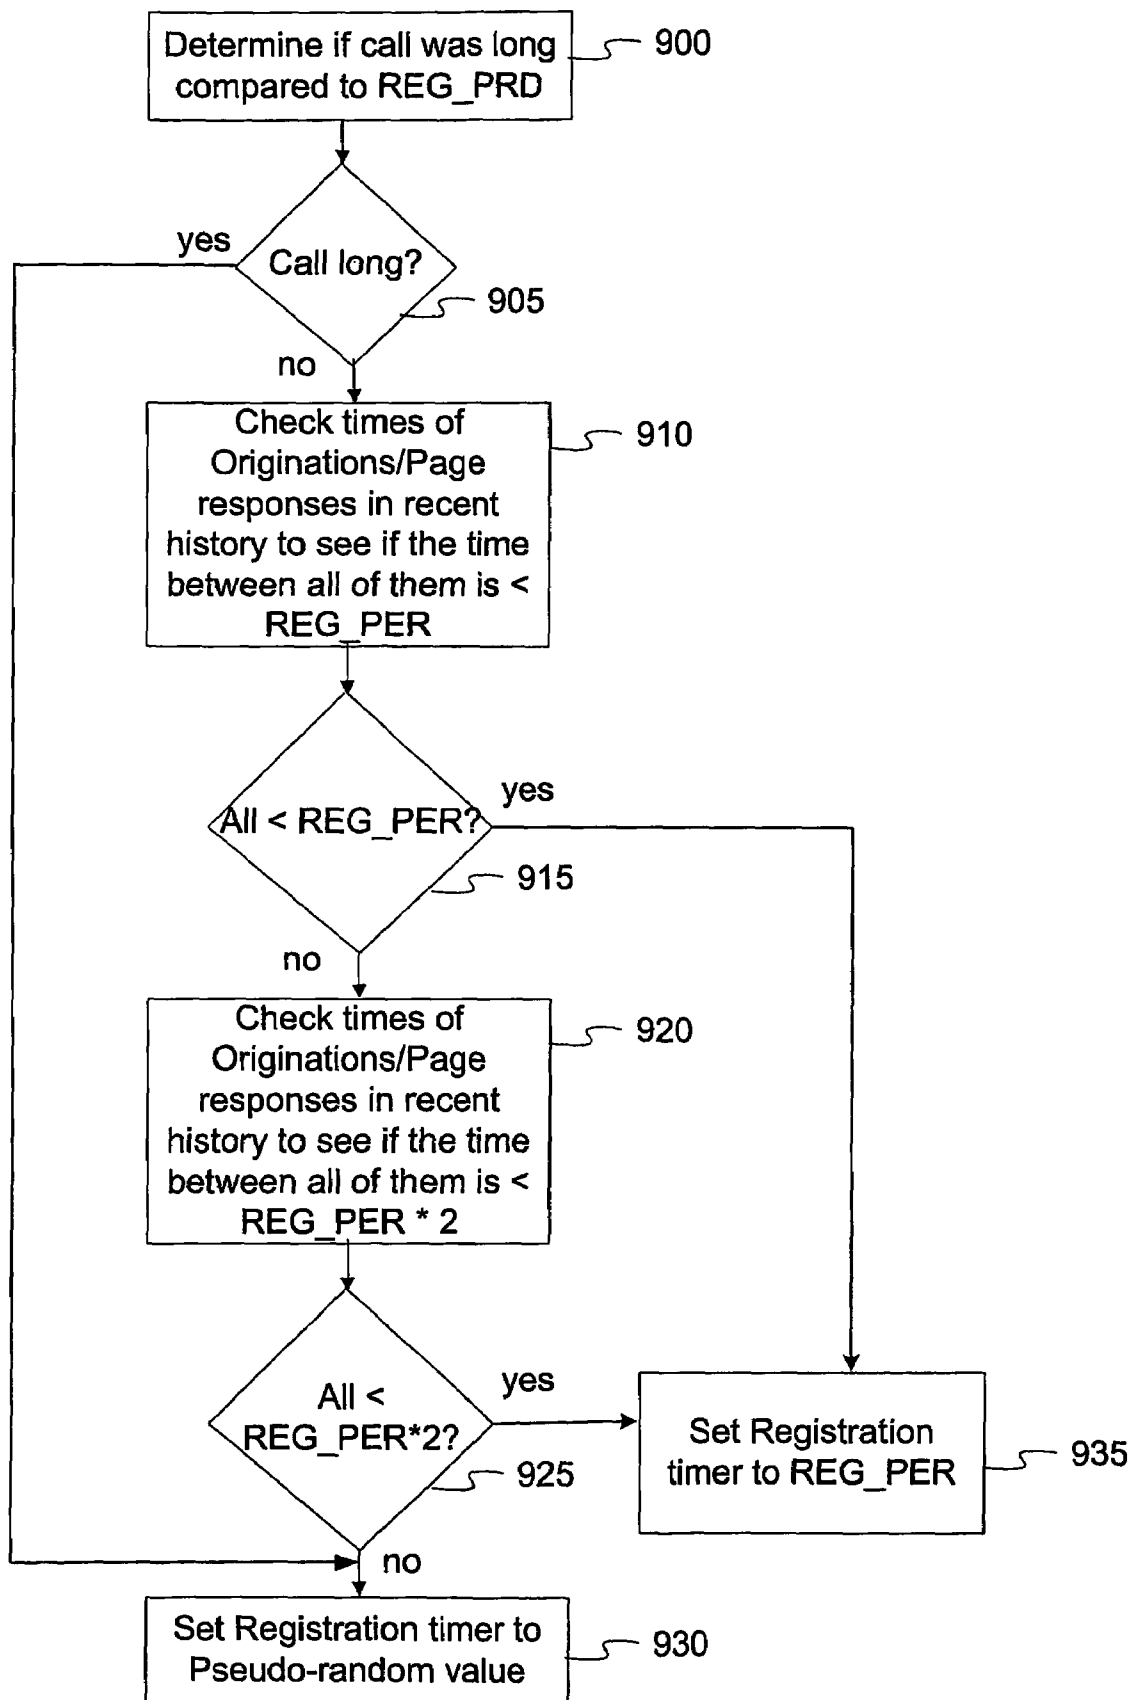 Determine if call was long
compared to REG_PRD
900
yes
Call long?
905
no
Check times of
Originations/Page
responses in recent
history to see if the time
between all of them is <
REG_PER
910
All < REG_PER?
yes
915
no
Check times of
Originations/Page
responses in recent
history to see if the time
between all of them is <
REG_PER * 2
920
All <
REG_PER*2?
yes
925
Set Registration
timer to REG_PER
935
no
Set Registration timer to
Pseudo-random value
930